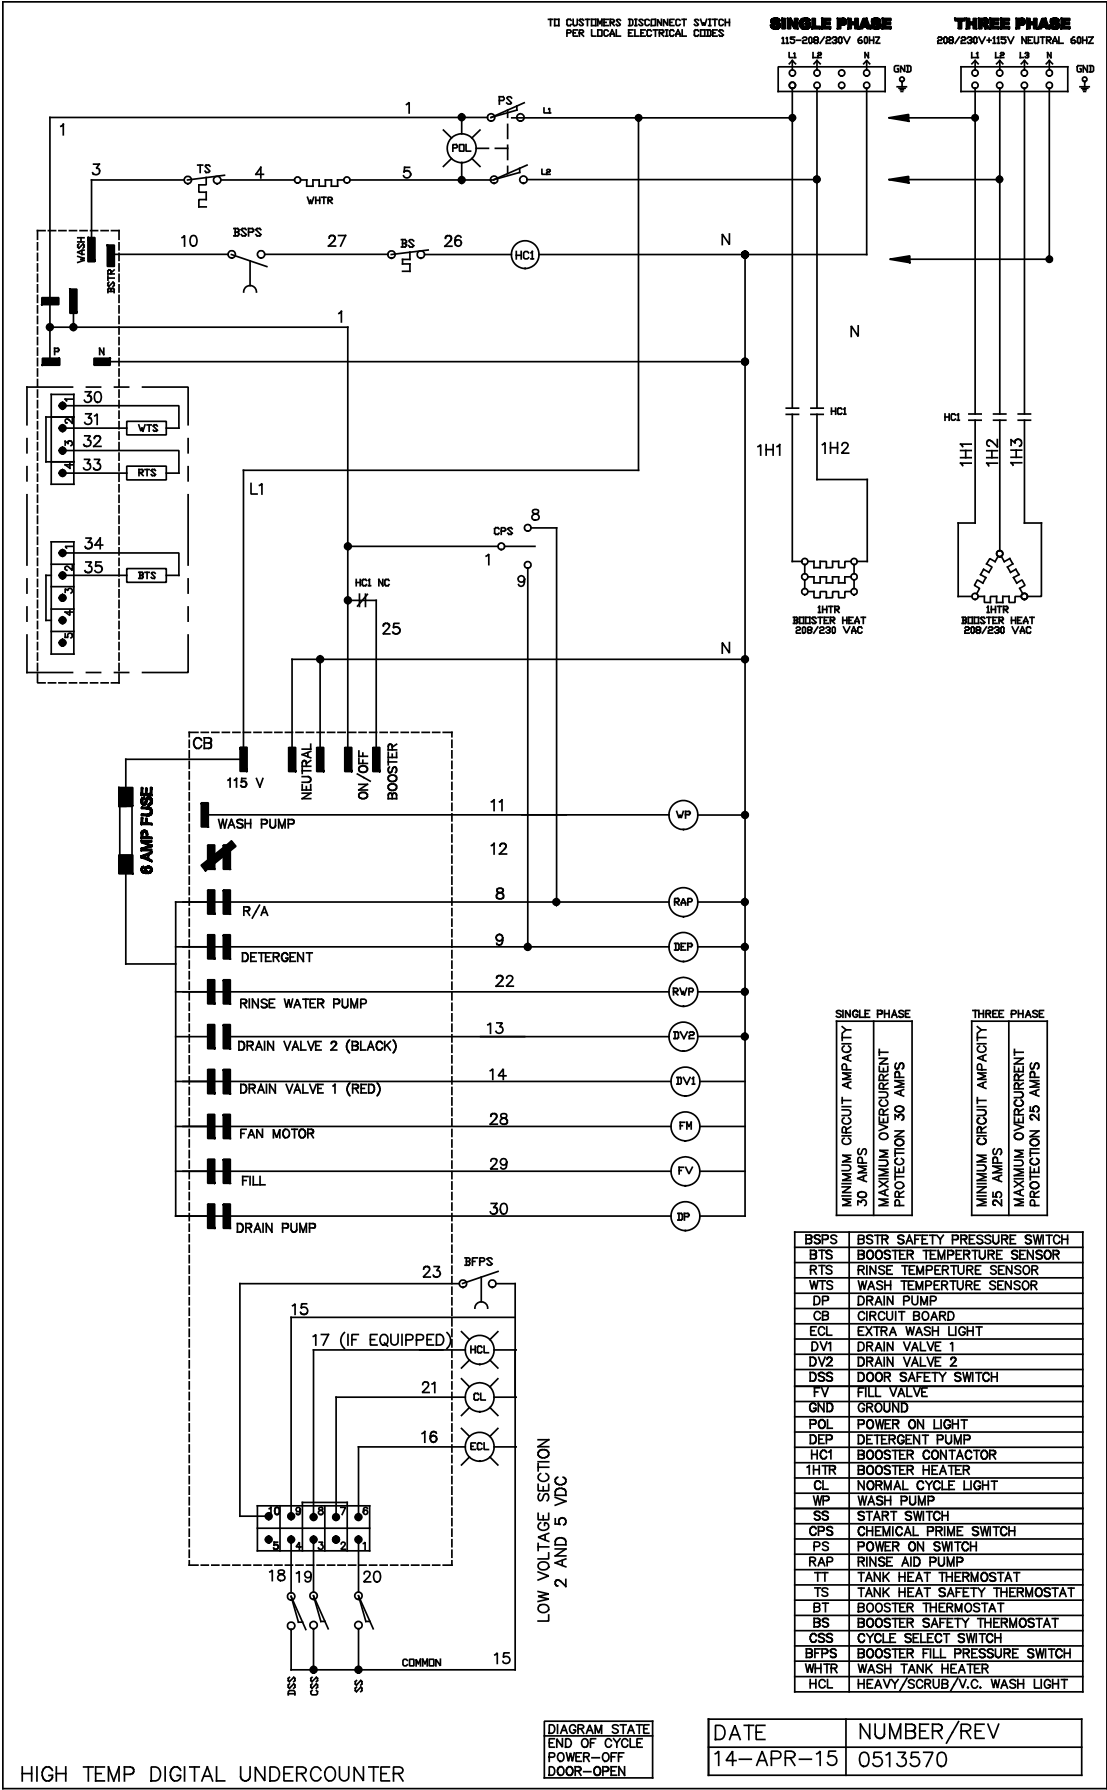 TO CUSTOMERS DISCONNECT SWITCH
PER LOCAL ELECTRICAL CODES
SINGLE PHASE
115-208/230V 60HZ
L1 L2 N
GND
THREE PHASE
208/230V+115V NEUTRAL 60HZ
L1 L2 L3 N
GND
1
1
PS
L1
POL
3
TS
4
WHTR
5
L2
WASH
BSTR
10
BSPS
27
BS
26
HC1
N
1
P N
N
HC1
1H1
1H2
HC1
1H1
1H2
1H3
1
2
3
4
30
31
WTS
32
33
RTS
L1
1
2
3
4
5
34
35
BTS
CPS
8
1
9
HC1 NC
25
1HTR
BOOSTER HEAT
208/230 VAC
1HTR
BOOSTER HEAT
208/230 VAC
N
CB
115 V
NEUTRAL
ON/OFF
BOOSTER
6 AMP FUSE
WASH PUMP
11
WP
12
R/A
8
RAP
DETERGENT
9
DEP
RINSE WATER PUMP
22
RWP
DRAIN VALVE 2 (BLACK)
13
DV2
DRAIN VALVE 1 (RED)
14
DV1
FAN MOTOR
28
FM
FILL
29
FV
DRAIN PUMP
30
DP
SINGLE PHASE
MINIMUM CIRCUIT AMPACITY
30 AMPS
MAXIMUM OVERCURRENT
PROTECTION 30 AMPS
THREE PHASE
MINIMUM CIRCUIT AMPACITY
25 AMPS
MAXIMUM OVERCURRENT
PROTECTION 25 AMPS
23
BFPS
15
17 (IF EQUIPPED)
HCL
21
CL
16
ECL
10 9 8 7 6
5 4 3 2 1
18 19 20
DSS
CSS
SS
COMMON
15
LOW VOLTAGE SECTION
2 AND 5 VDC
BSPS BSTR SAFETY PRESSURE SWITCH
BTS BOOSTER TEMPERTURE SENSOR
RTS RINSE TEMPERTURE SENSOR
WTS WASH TEMPERTURE SENSOR
DP DRAIN PUMP
CB CIRCUIT BOARD
ECL EXTRA WASH LIGHT
DV1 DRAIN VALVE 1
DV2 DRAIN VALVE 2
DSS DOOR SAFETY SWITCH
FV FILL VALVE
GND GROUND
POL POWER ON LIGHT
DEP DETERGENT PUMP
HC1 BOOSTER CONTACTOR
1HTR BOOSTER HEATER
CL NORMAL CYCLE LIGHT
WP WASH PUMP
SS START SWITCH
CPS CHEMICAL PRIME SWITCH
PS POWER ON SWITCH
RAP RINSE AID PUMP
TT TANK HEAT THERMOSTAT
TS TANK HEAT SAFETY THERMOSTAT
BT BOOSTER THERMOSTAT
BS BOOSTER SAFETY THERMOSTAT
CSS CYCLE SELECT SWITCH
BFPS BOOSTER FILL PRESSURE SWITCH
WHTR WASH TANK HEATER
HCL HEAVY/SCRUB/V.C. WASH LIGHT
DIAGRAM STATE
END OF CYCLE
POWER-OFF
DOOR-OPEN
DATE NUMBER/REV
14-APR-15 0513570
HIGH TEMP DIGITAL UNDERCOUNTER